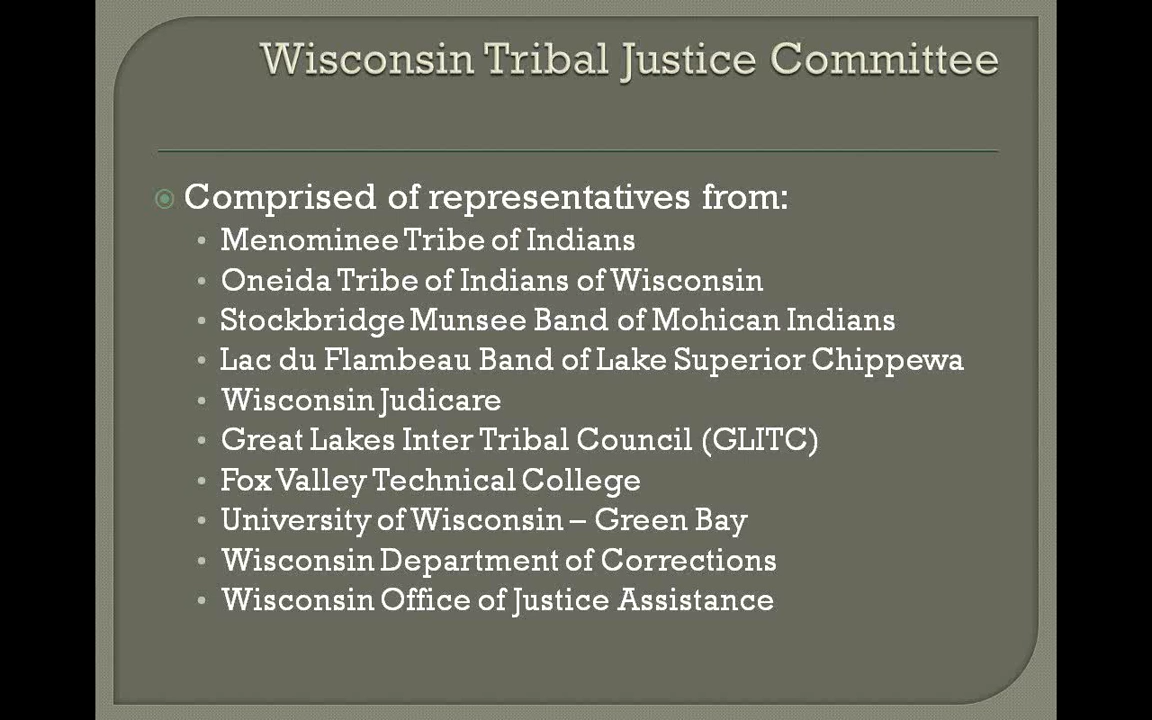 Wisconsin Tribal Justice Committee
Comprised of representatives from:
Menominee Tribe of Indians
Oneida Tribe of Indians of Wisconsin
Stockbridge Munsee Band of Mohican Indians
Lac du Flambeau Band of Lake Superior Chippewa
Wisconsin Judicare
Great Lakes Inter Tribal Council (GLITC)
Fox Valley Technical College
University of Wisconsin – Green Bay
Wisconsin Department of Corrections
Wisconsin Office of Justice Assistance